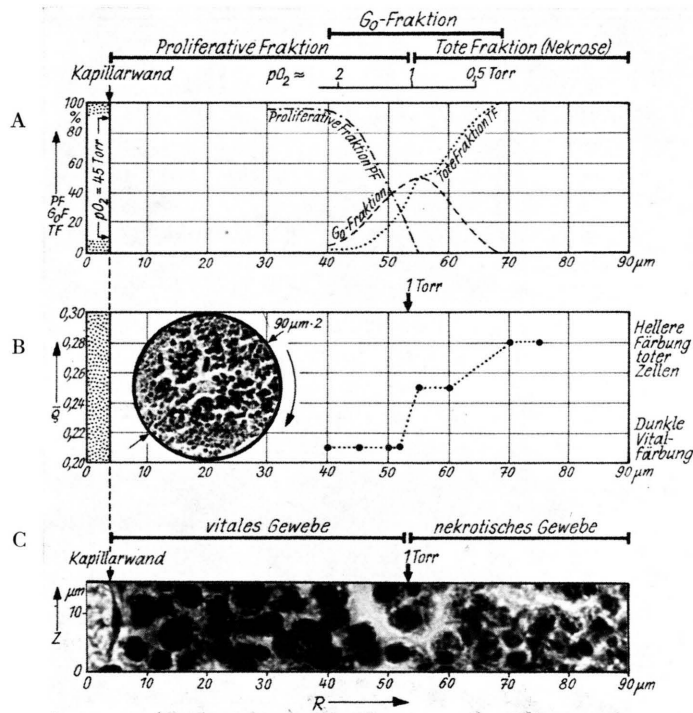 G₀-Fraktion
Proliferative Fraktion
Tote Fraktion (Nekrose)
Kapillarwand
pO₂ ≈ 2 1 0,5 Torr
A
100
%
80
60
40
20
0
PF
G₀F
TF
pO₂ = 45 Torr
Proliferative Fraktion PF
G₀-Fraktion
Tote Fraktion TF
0 10 20 30 40 50 60 70 80 90 µm
1 Torr
B
0,30
0,28
0,26
0,24
0,22
0,20
ϱ̄
90 µm·2
Hellere
Färbung
toter
Zellen
Dunkle
Vital-
färbung
0 10 20 30 40 50 60 70 80 90
µm
C
vitales Gewebe
nekrotisches Gewebe
Kapillarwand
1 Torr
µm
10
0
Z
0 10 20 30 40 50 60 70 80 90 µm
R